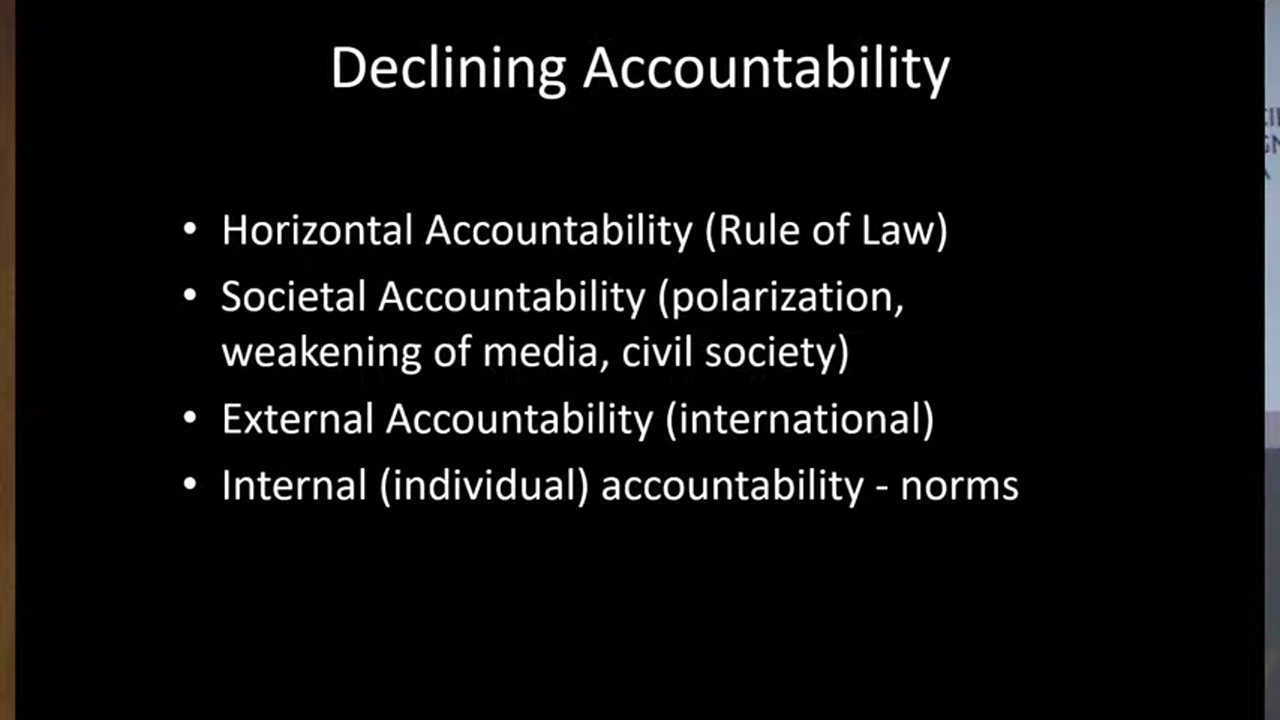 Declining Accountability
• Horizontal Accountability (Rule of Law)
• Societal Accountability (polarization,
weakening of media, civil society)
• External Accountability (international)
• Internal (individual) accountability - norms